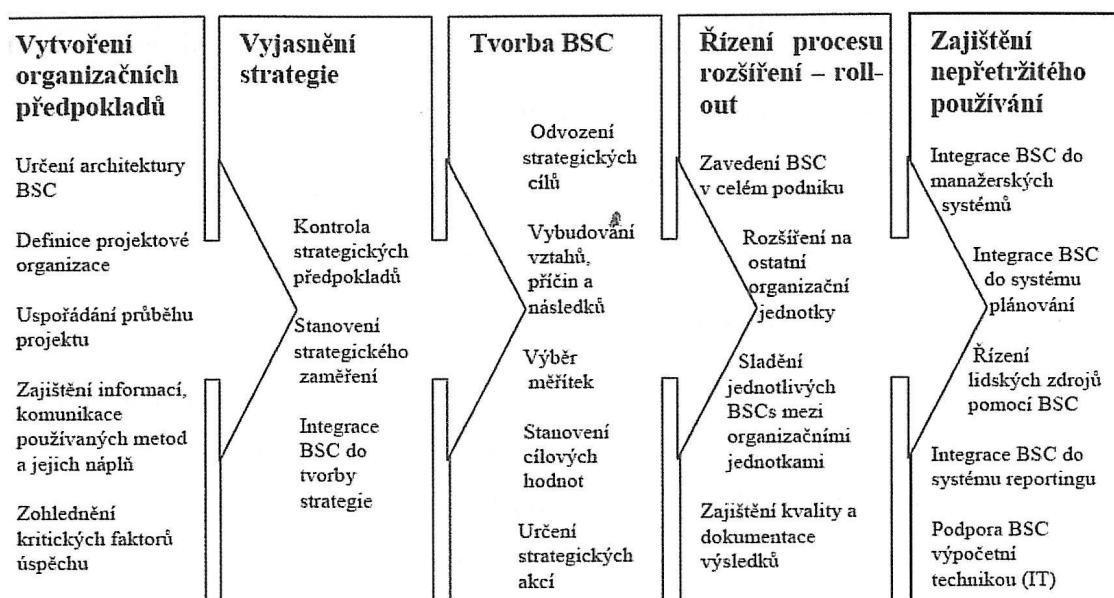 Vytvoření
organizačních
předpokladů
Určení architektury
BSC
Definice projektové
organizace
Uspořádání průběhu
projektu
Zajištění informací,
komunikace
používaných metod
a jejich náplň
Zohlednění
kritických faktorů
úspěchu
Vyjasnění
strategie
Kontrola
strategických
předpokladů
Stanovení
strategického
zaměření
Integrace
BSC do
tvorby
strategie
Tvorba BSC
Odvození
strategických
cílů
Vybudování
vztahů,
příčin a
následků
Výběr
měřítek
Stanovení
cílových
hodnot
Určení
strategických
akcí
Řízení procesu
rozšíření – roll-
out
Zavedení BSC
v celém podniku
Rozšíření na
ostatní
organizační
jednotky
Sladění
jednotlivých
BSCs mezi
organizačními
jednotkami
Zajištění kvality a
dokumentace
výsledků
Zajištění
nepřetržitého
používání
Integrace BSC do
manažerských
systémů
Integrace BSC
do systému
plánování
Řízení
lidských zdrojů
pomocí BSC
Integrace BSC do
systému reportingu
Podpora BSC
výpočetní
technikou (IT)